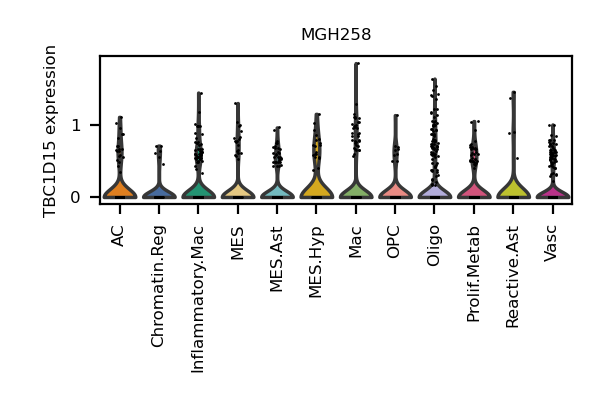 MGH258
TBC1D15 expression
1
0
AC
Chromatin.Reg
Inflammatory.Mac
MES
MES.Ast
MES.Hyp
Mac
OPC
Oligo
Prolif.Metab
Reactive.Ast
Vasc